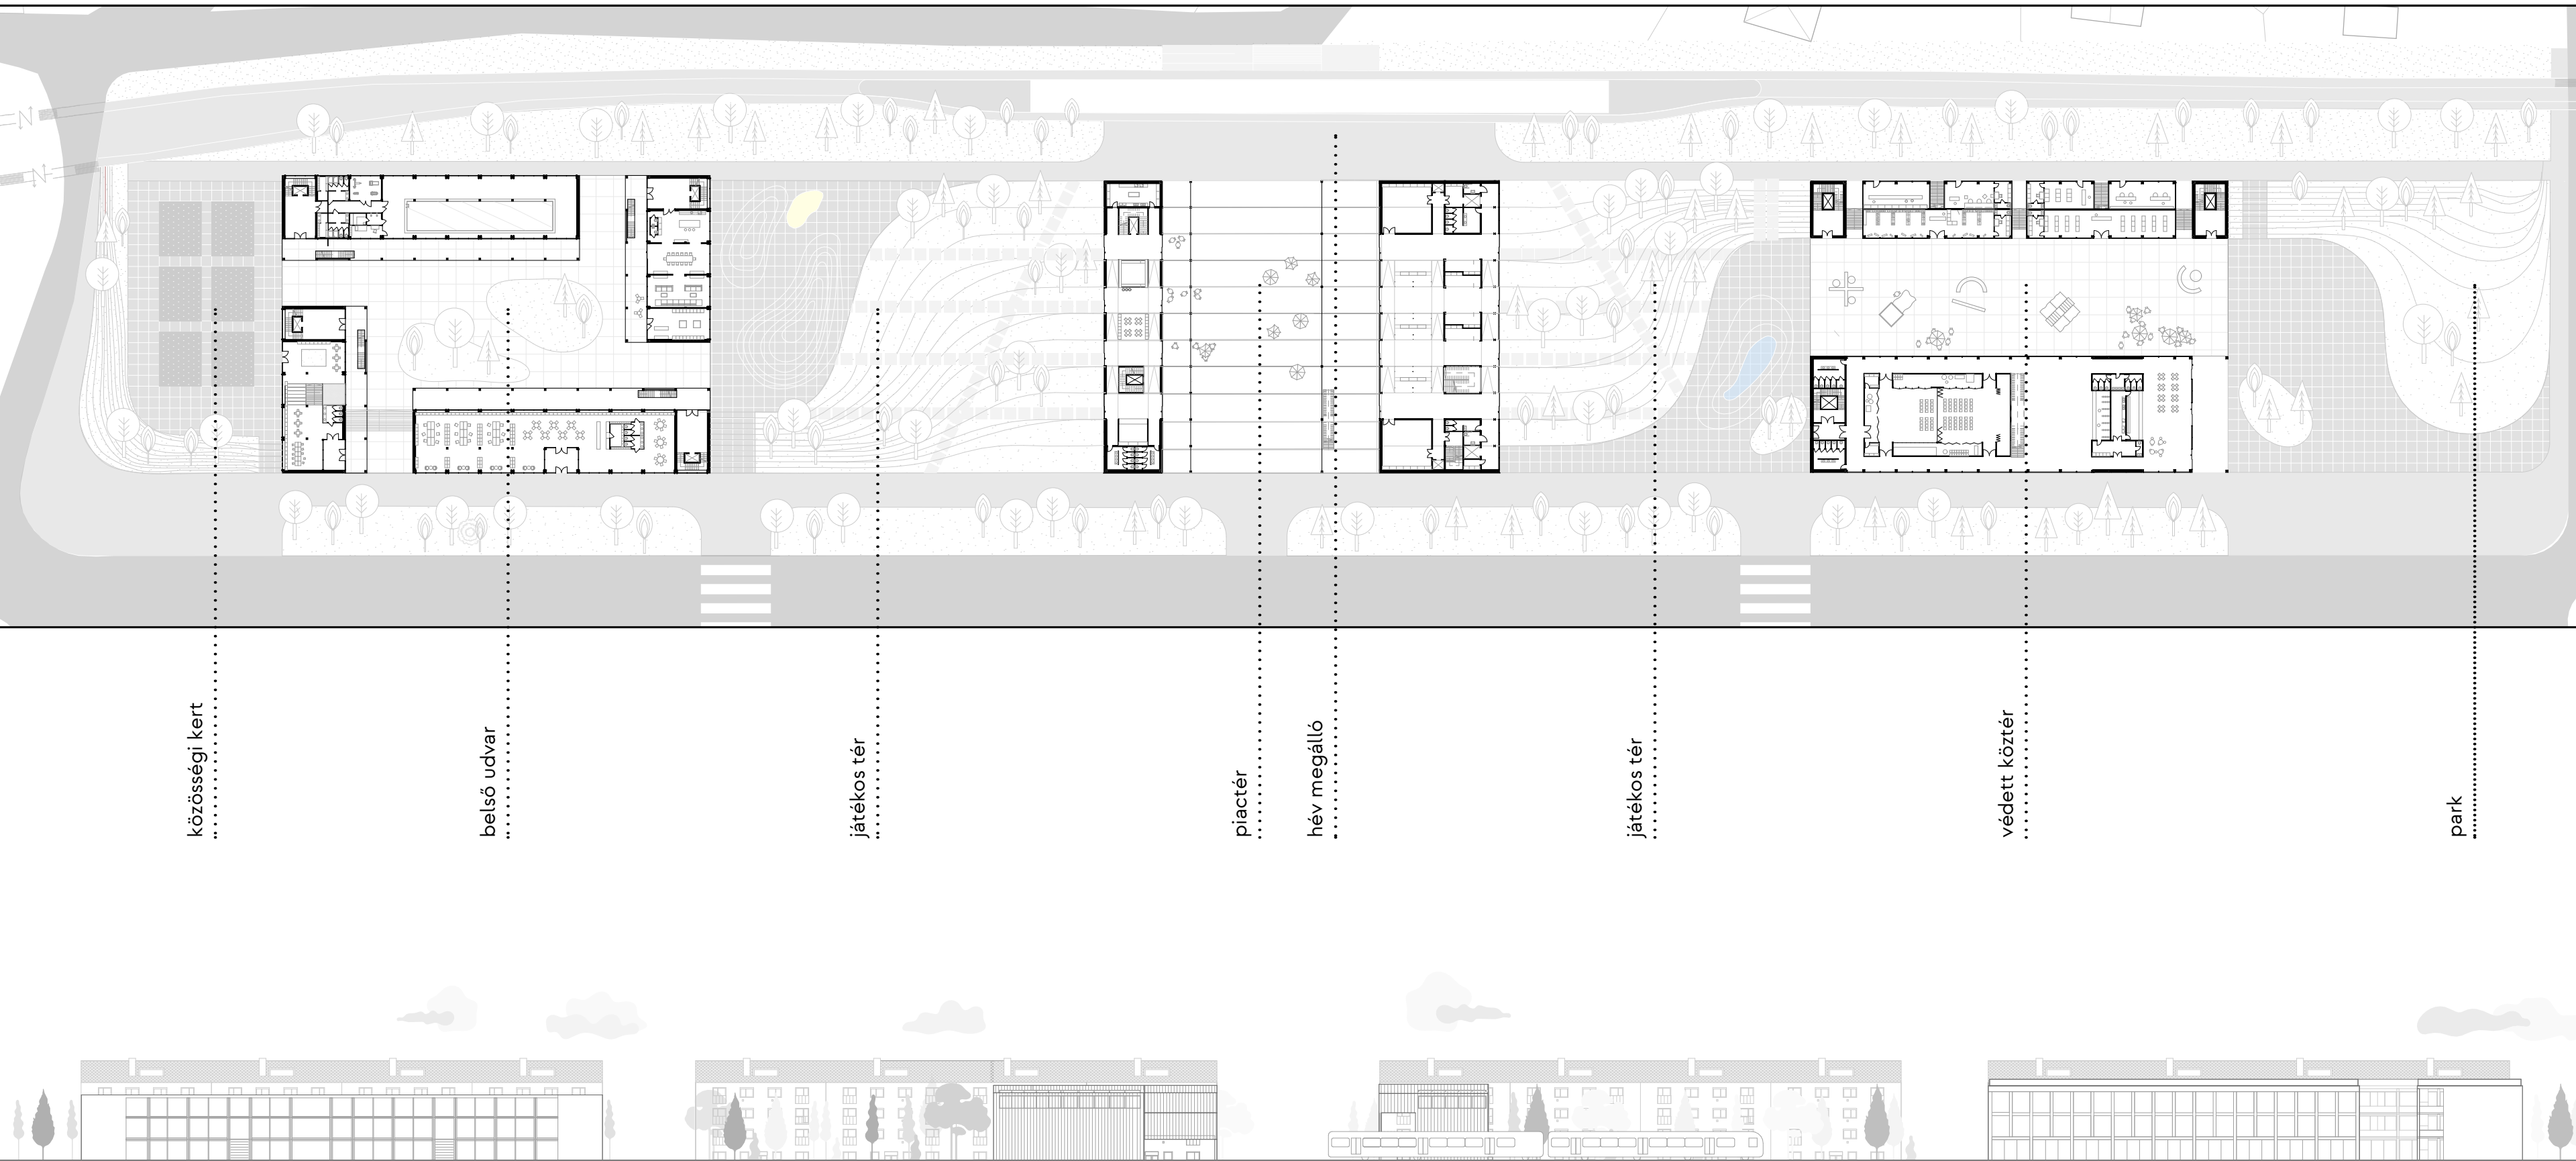 N
N
közösségi kert
belső udvar
játékos tér
piactér
hév megálló
játékos tér
védett köztér
park